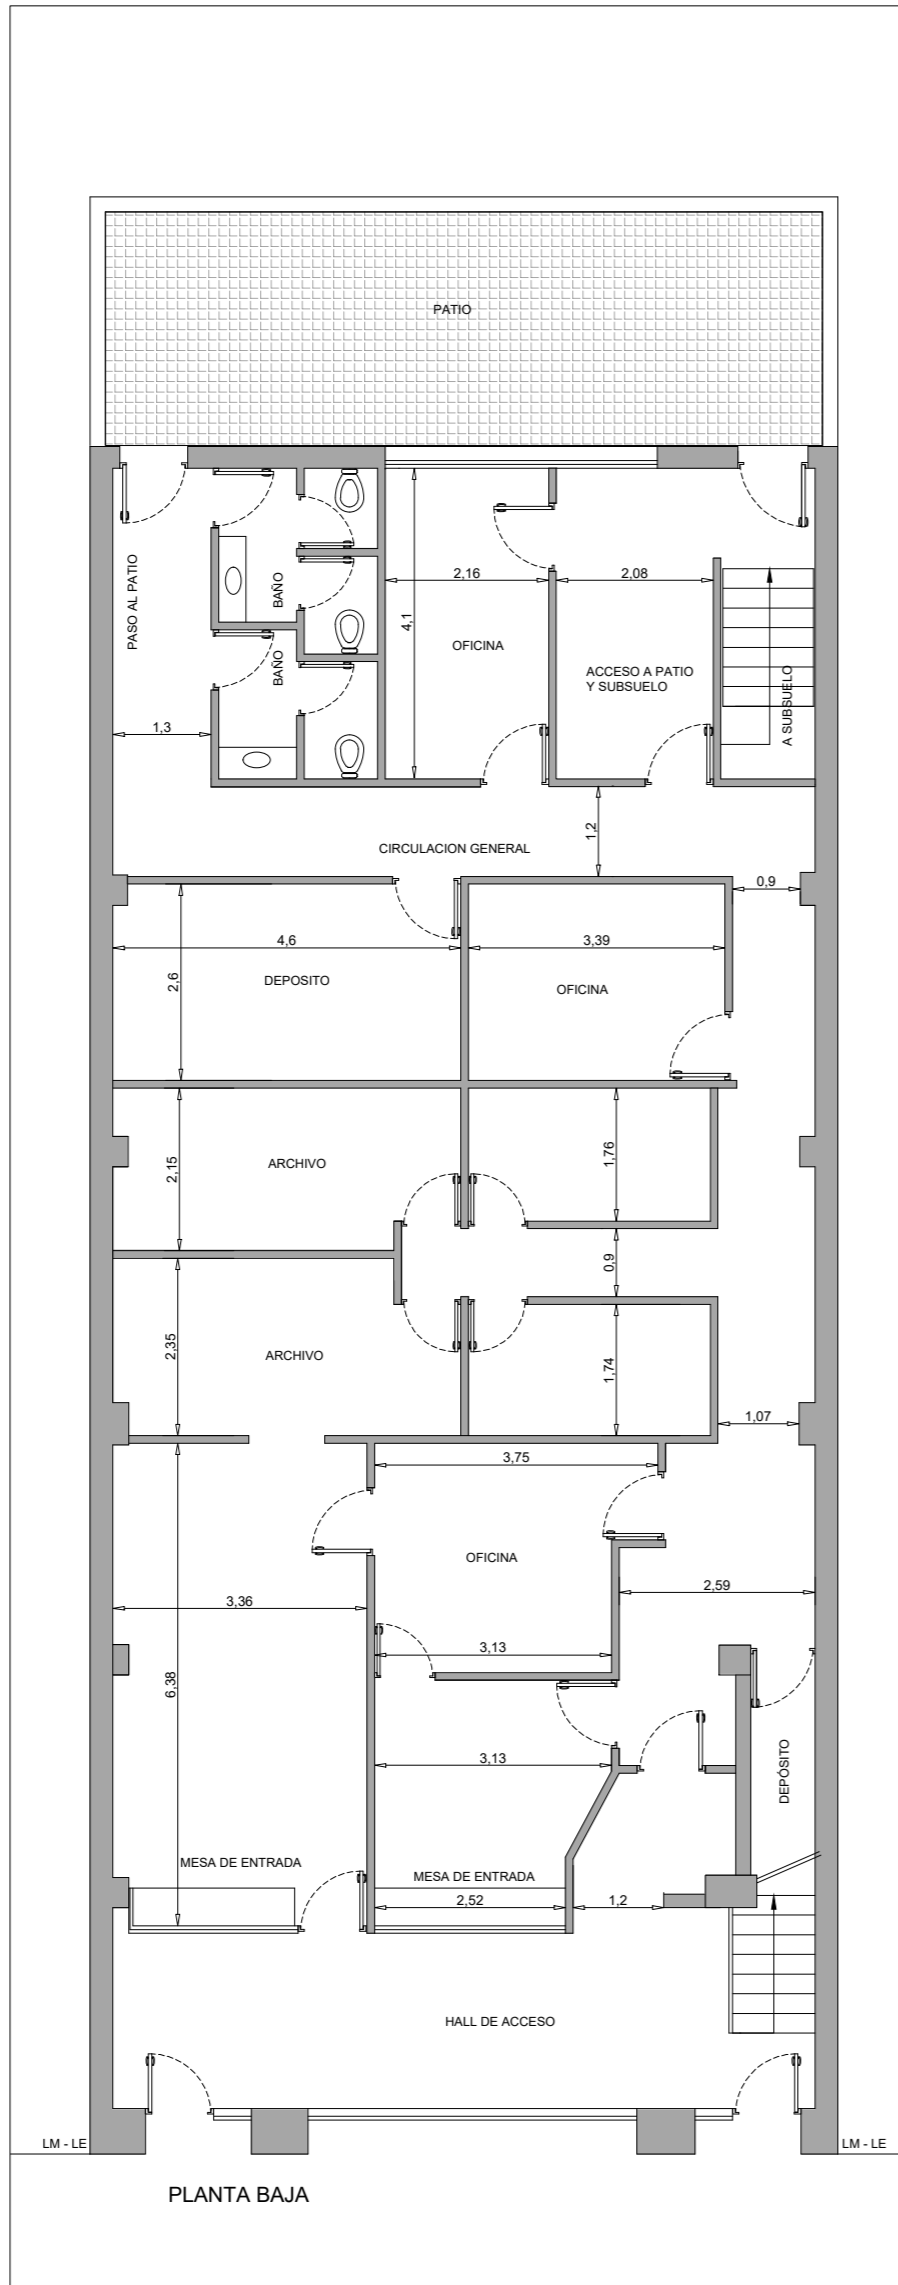 PATIO
PASO AL PATIO
BAÑO
BAÑO
2,16
2,08
4,1
OFICINA
ACCESO A PATIO
Y SUBSUELO
A SUBSUELO
1,3
1,2
CIRCULACION GENERAL
0,9
4,6
3,39
2,6
DEPOSITO
OFICINA
2,15
ARCHIVO
1,76
0,9
2,35
ARCHIVO
1,74
1,07
3,75
OFICINA
2,59
3,36
3,13
6,38
3,13
DEPÓSITO
MESA DE ENTRADA
MESA DE ENTRADA
2,52
1,2
HALL DE ACCESO
LM - LE
LM - LE
PLANTA BAJA